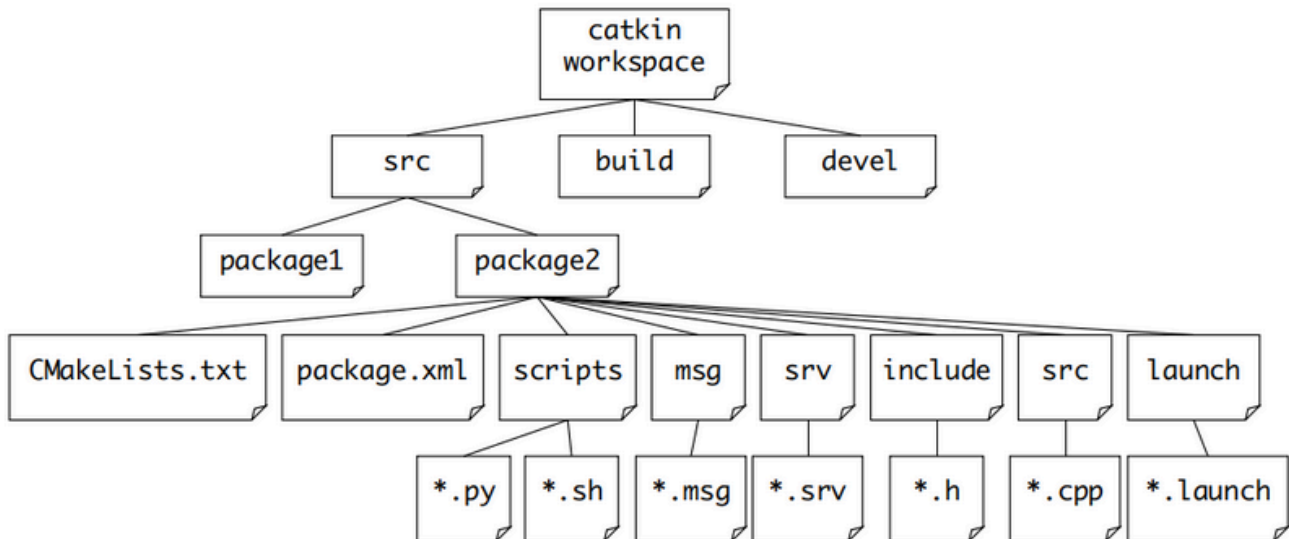 catkin
workspace
src
build
devel
package1
package2
CMakeLists.txt
package.xml
scripts
msg
srv
include
src
launch
*.py
*.sh
*.msg
*.srv
*.h
*.cpp
*.launch